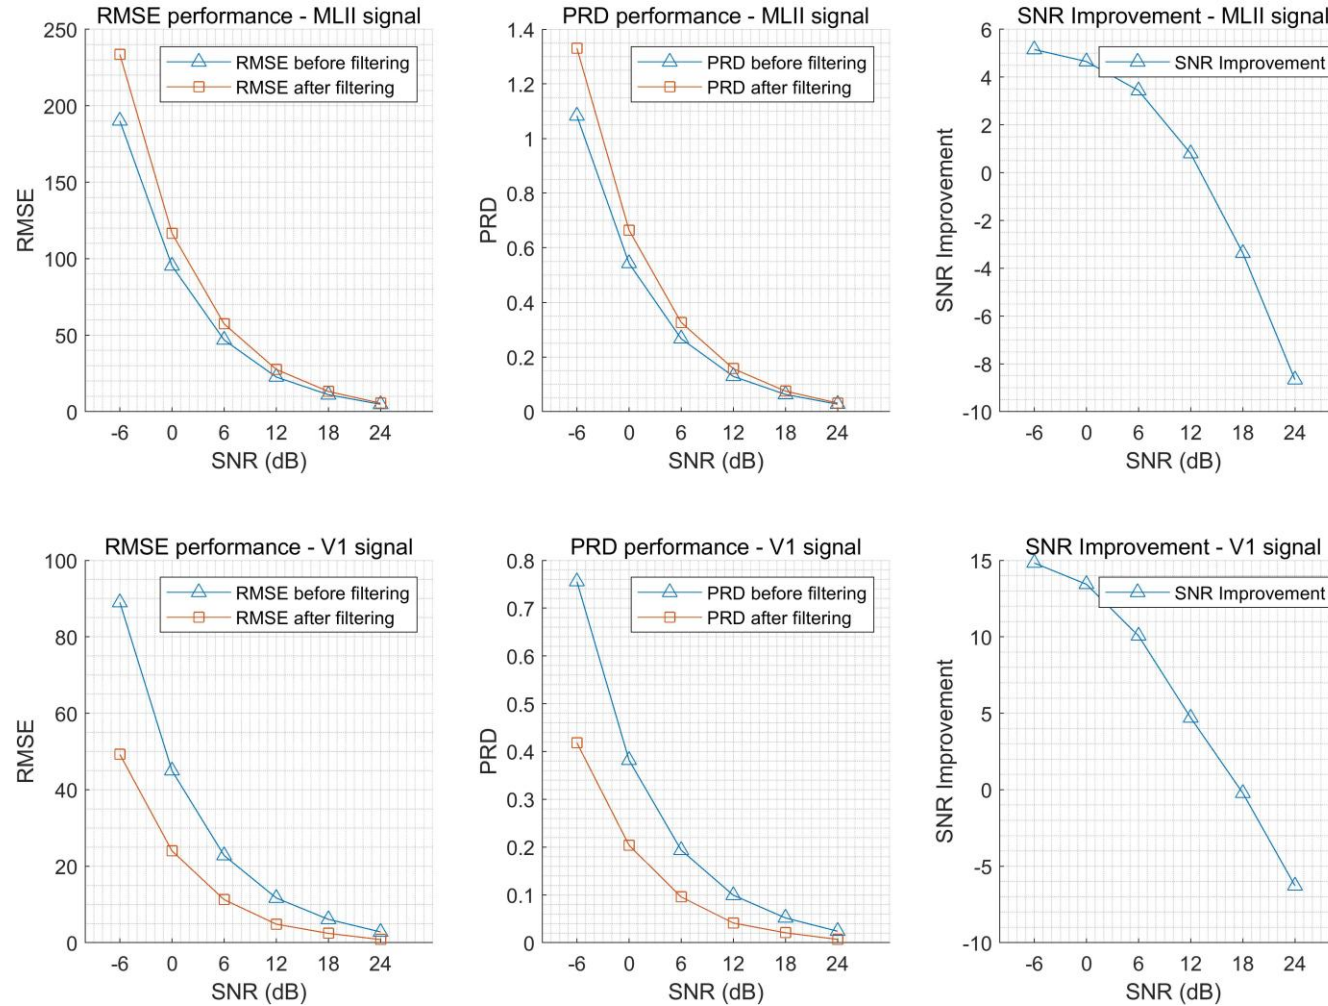 RMSE performance - MLII signal
250
200
150
100
50
0
RMSE
RMSE before filtering
RMSE after filtering
-6 0 6 12 18 24
SNR (dB)
PRD performance - MLII signal
1.4
1.2
1
0.8
0.6
0.4
0.2
0
PRD
PRD before filtering
PRD after filtering
-6 0 6 12 18 24
SNR (dB)
SNR Improvement - MLII signal
6
4
2
0
-2
-4
-6
-8
-10
SNR Improvement
SNR Improvement
-6 0 6 12 18 24
SNR (dB)
RMSE performance - V1 signal
100
80
60
40
20
0
RMSE
RMSE before filtering
RMSE after filtering
-6 0 6 12 18 24
SNR (dB)
PRD performance - V1 signal
0.8
0.7
0.6
0.5
0.4
0.3
0.2
0.1
0
PRD
PRD before filtering
PRD after filtering
-6 0 6 12 18 24
SNR (dB)
SNR Improvement - V1 signal
15
10
5
0
-5
-10
SNR Improvement
SNR Improvement
-6 0 6 12 18 24
SNR (dB)